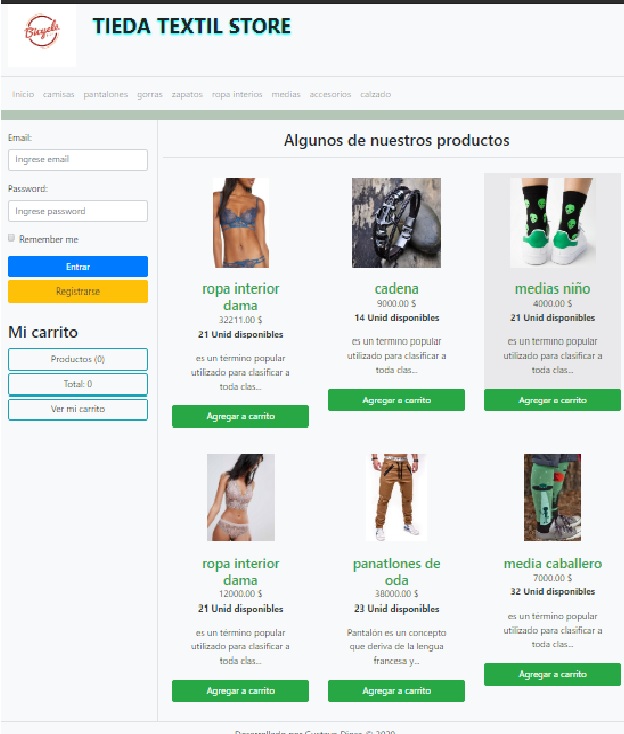 Bicycle
TIEDA TEXTIL STORE
Inicio camisas pantalones gorras zapatos ropa interios medias accesorios calzado
Email:
Ingrese email
Password:
Ingrese password
Remember me
Entrar
Registrarse
Mi carrito
Productos (0)
Total: 0
Ver mi carrito
Algunos de nuestros productos
ropa interior
dama
32211.00 $
21 Unid disponibles
es un término popular
utilizado para clasificar a
toda clas...
Agregar a carrito
cadena
9000.00 $
14 Unid disponibles
es un término popular
utilizado para clasificar a
toda clas...
Agregar a carrito
medias niño
4000.00 $
21 Unid disponibles
es un término popular
utilizado para clasificar a
toda clas...
Agregar a carrito
ropa interior
dama
12000.00 $
21 Unid disponibles
es un término popular
utilizado para clasificar a
toda clas...
Agregar a carrito
panatlones de
oda
38000.00 $
23 Unid disponibles
Pantalón es un concepto
que deriva de la lengua
francesa y...
Agregar a carrito
media caballero
7000.00 $
32 Unid disponibles
es un término popular
utilizado para clasificar a
toda clas...
Agregar a carrito